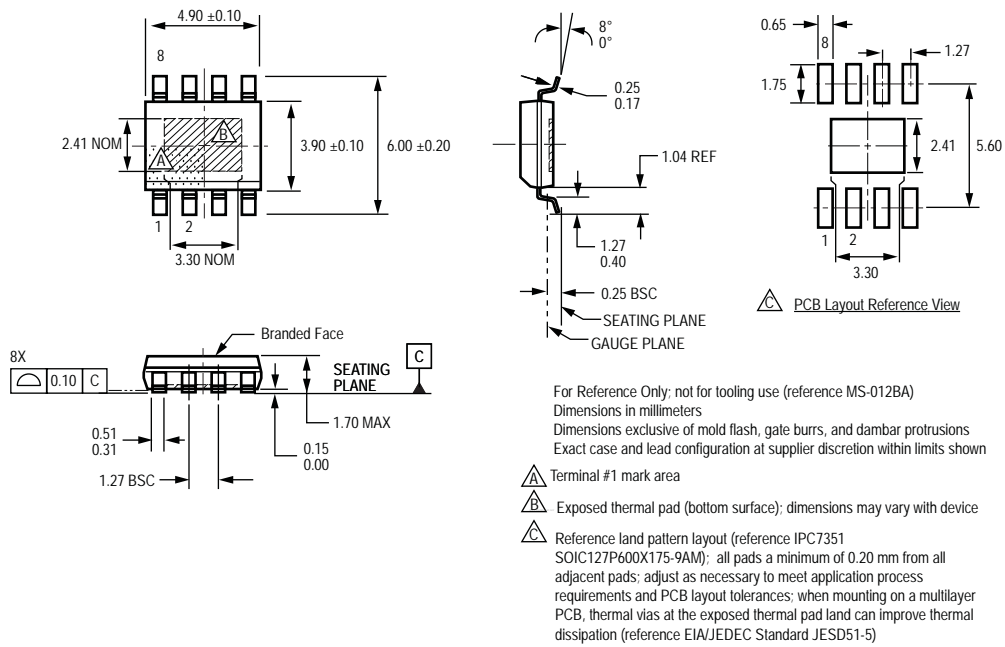 4.90 ±0.10
8
2.41 NOM
A
B
3.90 ±0.10
6.00 ±0.20
1
2
3.30 NOM
8°
0°
0.25
0.17
1.04 REF
1.27
0.40
0.25 BSC
SEATING PLANE
GAUGE PLANE
0.65
8
1.27
1.75
2.41
5.60
1
2
3.30
C PCB Layout Reference View
Branded Face
8X
0.10 C
SEATING
PLANE
C
1.70 MAX
0.51
0.31
0.15
0.00
1.27 BSC
For Reference Only; not for tooling use (reference MS-012BA)
Dimensions in millimeters
Dimensions exclusive of mold flash, gate burrs, and dambar protrusions
Exact case and lead configuration at supplier discretion within limits shown
A Terminal #1 mark area
B Exposed thermal pad (bottom surface); dimensions may vary with device
C Reference land pattern layout (reference IPC7351
SOIC127P600X175-9AM); all pads a minimum of 0.20 mm from all
adjacent pads; adjust as necessary to meet application process
requirements and PCB layout tolerances; when mounting on a multilayer
PCB, thermal vias at the exposed thermal pad land can improve thermal
dissipation (reference EIA/JEDEC Standard JESD51-5)